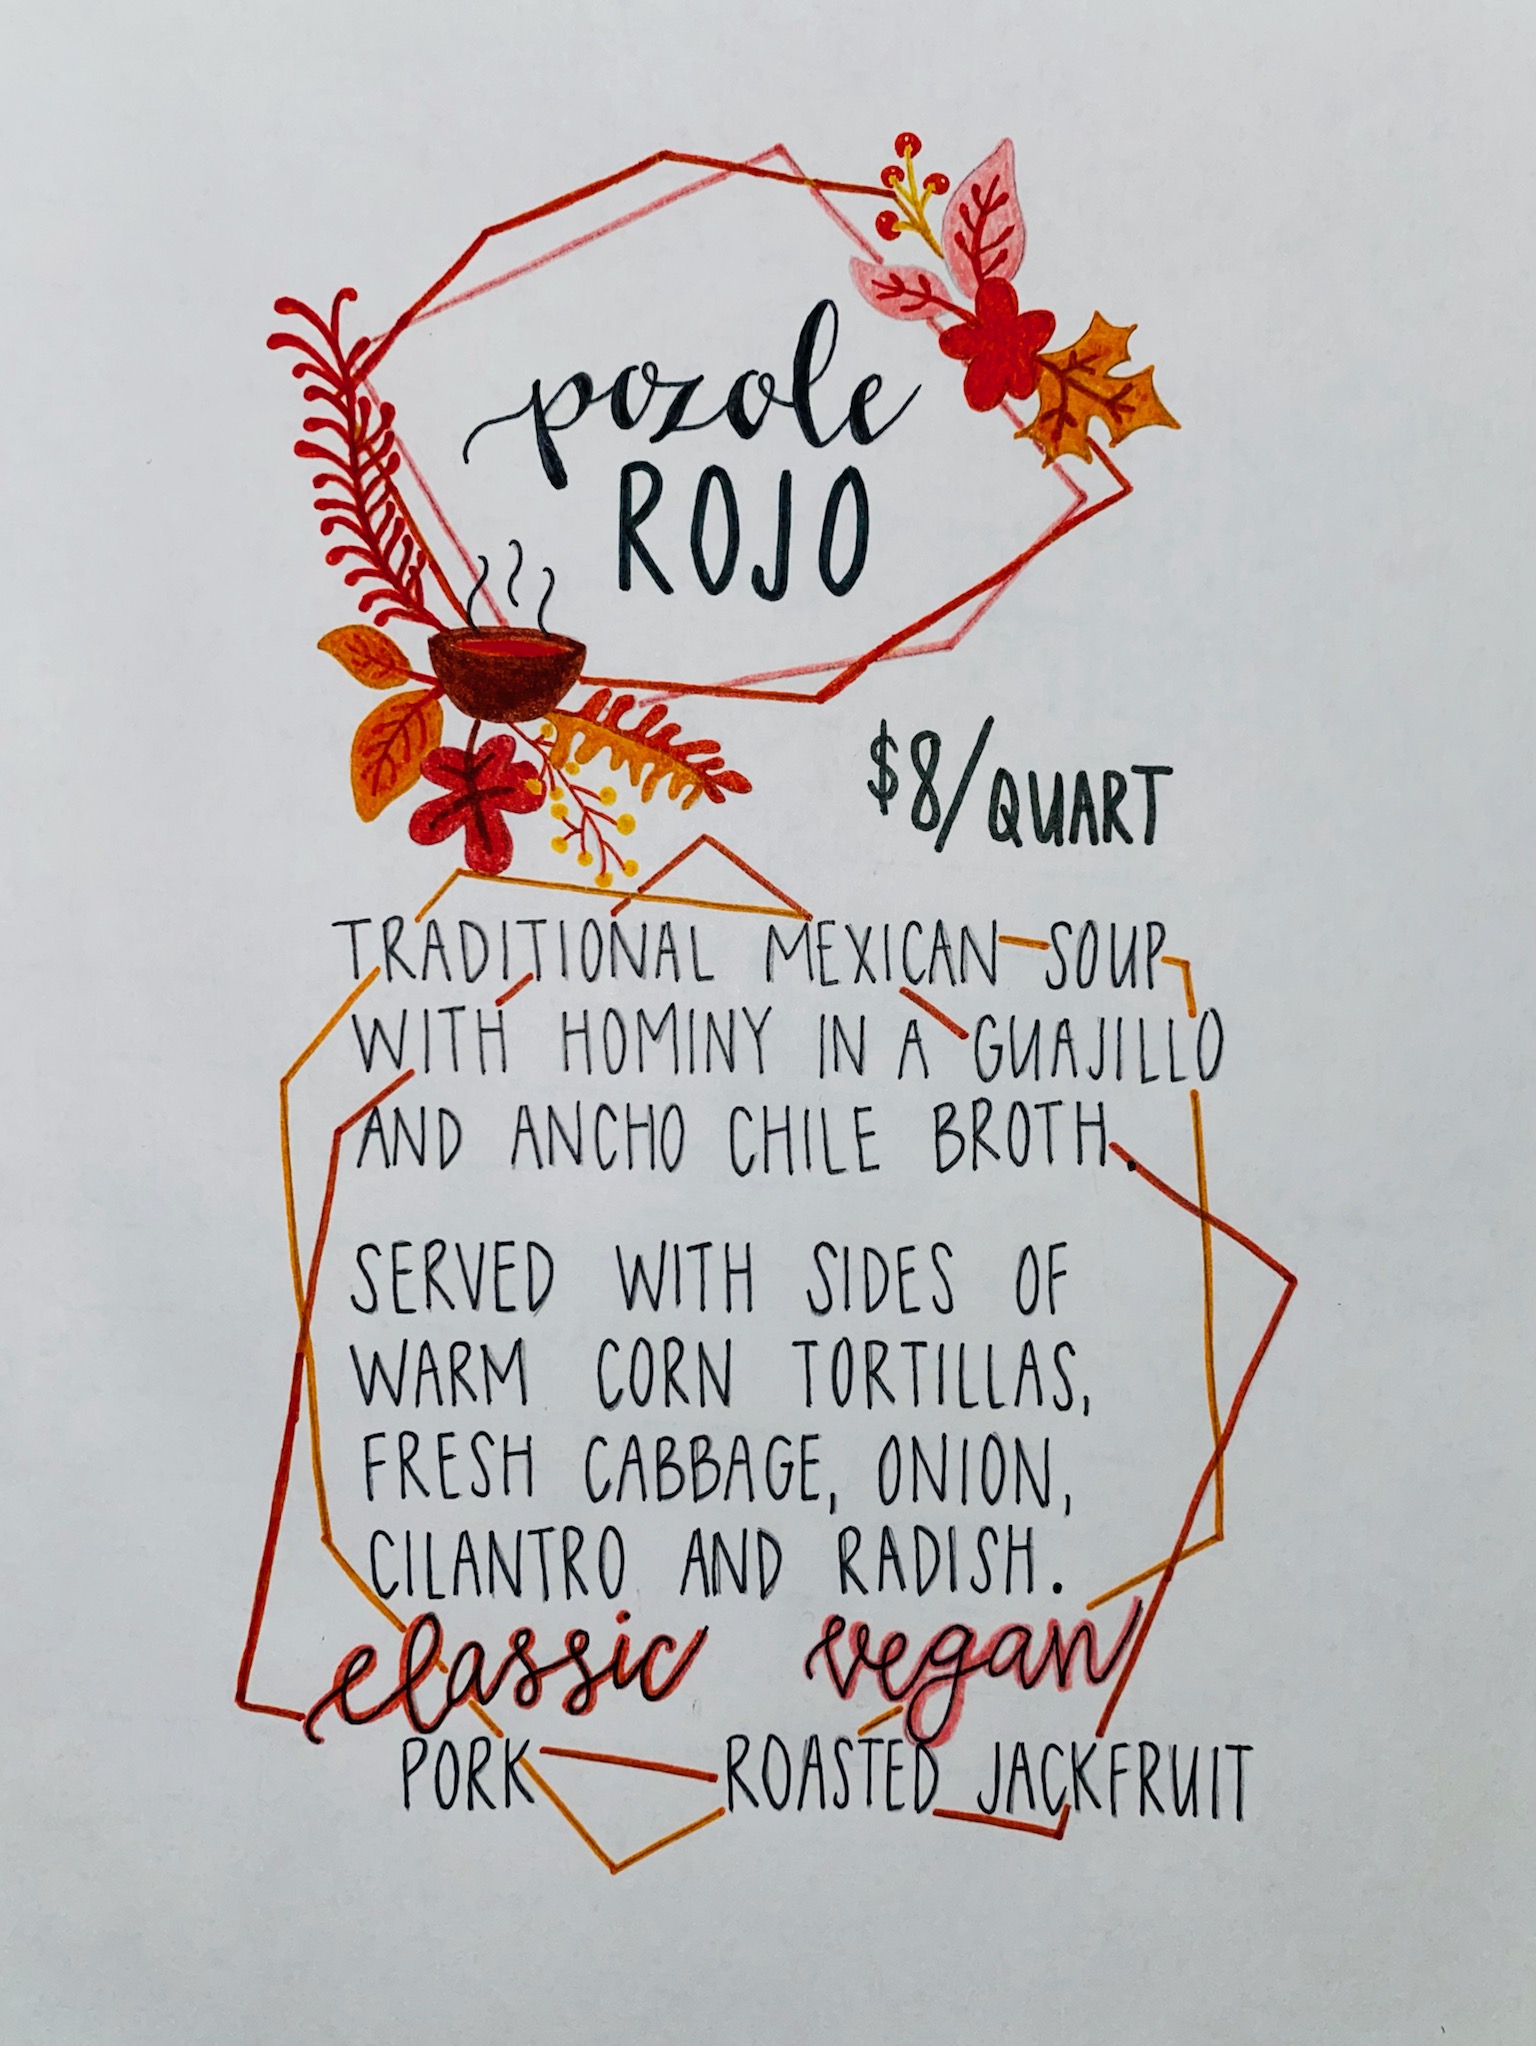 pozole
ROJO
$8/QUART
TRADITIONAL MEXICAN SOUP
WITH HOMINY IN A GUAJILLO
AND ANCHO CHILE BROTH.
SERVED WITH SIDES OF
WARM CORN TORTILLAS,
FRESH CABBAGE, ONION,
CILANTRO AND RADISH.
classic vegan
PORK ROASTED JACKFRUIT